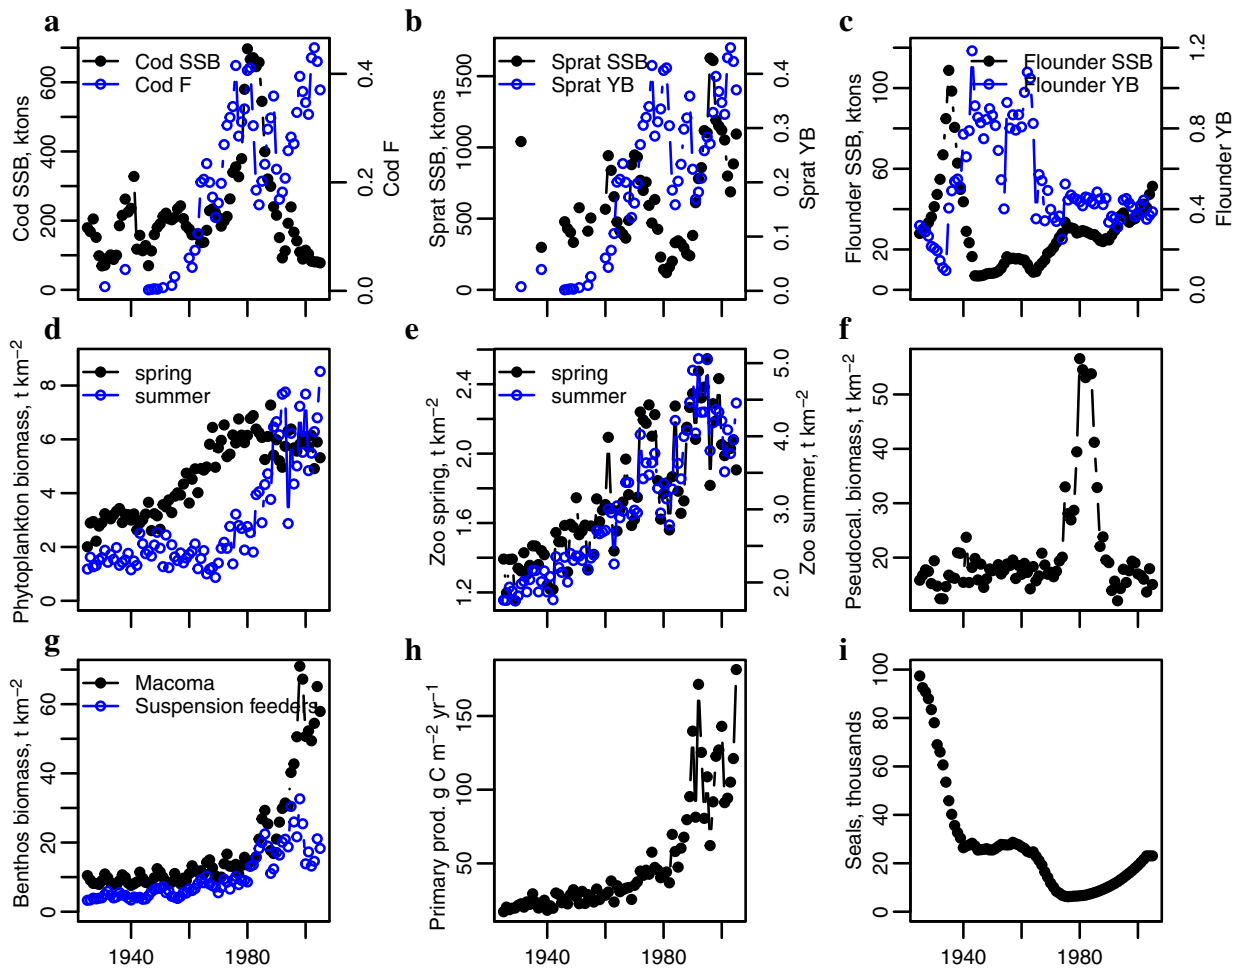 a
Cod SSB, ktons
0 200 400 600
Cod SSB
Cod F
0.0 0.2 0.4
Cod F
b
Sprat SSB, ktons
0 500 1000 1500
Sprat SSB
Sprat YB
0.0 0.1 0.2 0.3 0.4
Sprat YB
c
Flounder SSB, ktons
0 20 60 100
Flounder SSB
Flounder YB
0.0 0.4 0.8 1.2
Flounder YB
d
Phytoplankton biomass, t km⁻²
0 2 4 6 8
spring
summer
e
Zoo spring, t km⁻²
1.2 1.6 2.0 2.4
spring
summer
2.0 3.0 4.0 5.0
Zoo summer, t km⁻²
f
Pseudocal. biomass, t km⁻²
20 30 40 50
g
Benthos biomass, t km⁻²
0 20 40 60
Macoma
Suspension feeders
1940 1980
h
Primary prod. g C m⁻² yr⁻¹
50 100 150
1940 1980
i
Seals, thousands
0 20 40 60 80 100
1940 1980